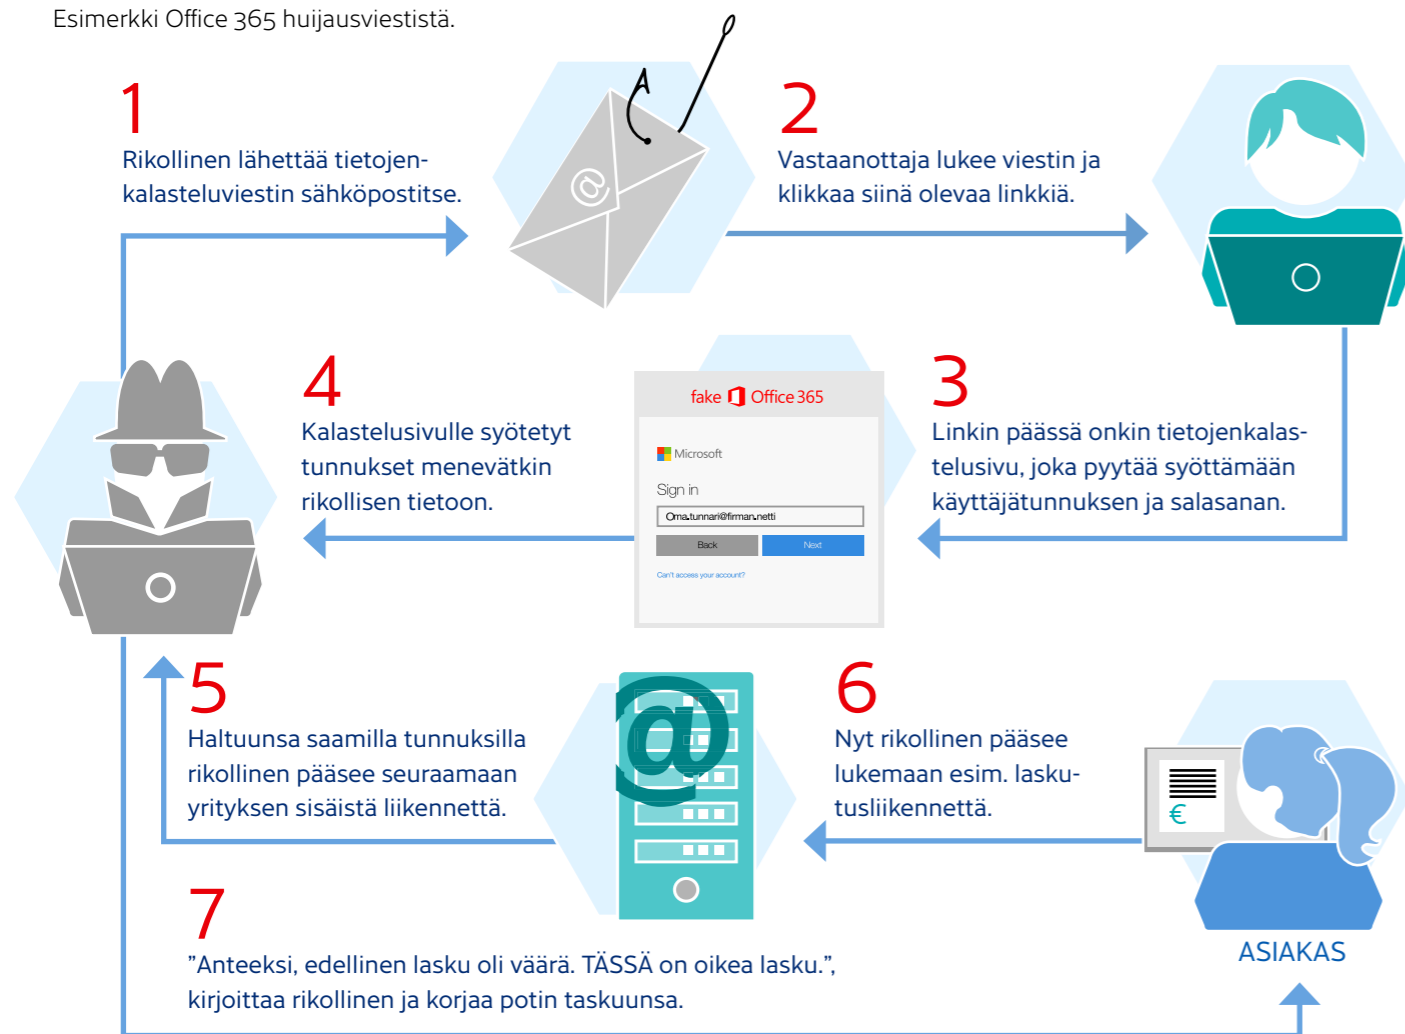 Esimerkki Office 365 huijausviestistä.
1
Rikollinen lähettää tietojen-
kalasteluviestin sähköpostitse.
@
2
Vastaanottaja lukee viestin ja
klikkaa siinä olevaa linkkiä.
3
Linkin päässä onkin tietojenkalas-
telusivu, joka pyytää syöttämään
käyttäjätunnuksen ja salasanan.
fake Office 365
Microsoft
Sign in
Oma.tunnari@firman.netti
Back Next
Can't access your account?
4
Kalastelusivulle syötetyt
tunnukset menevätkin
rikollisen tietoon.
5
Haltuunsa saamilla tunnuksilla
rikollinen pääsee seuraamaan
yrityksen sisäistä liikennettä.
@
6
Nyt rikollinen pääsee
lukemaan esim. lasku-
tusliikennettä.
€
ASIAKAS
7
”Anteeksi, edellinen lasku oli väärä. TÄSSÄ on oikea lasku.”,
kirjoittaa rikollinen ja korjaa potin taskuunsa.